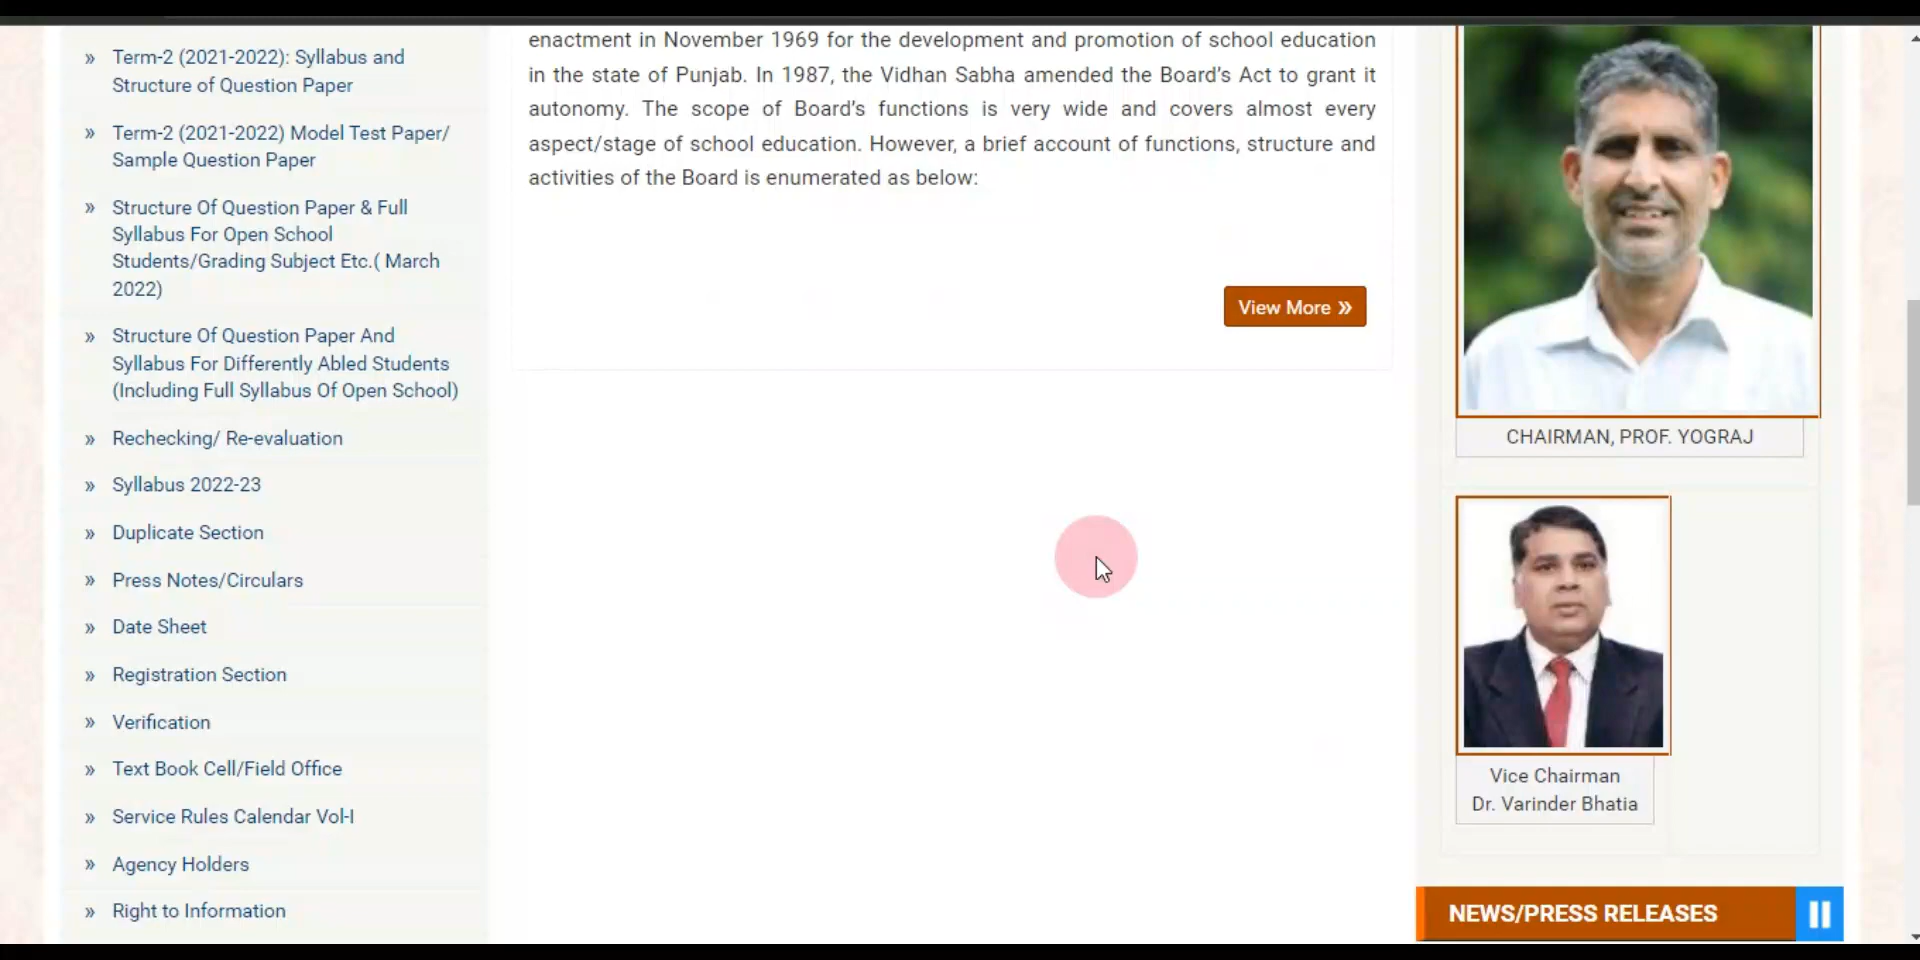 Term-2 (2021-2022): Syllabus and
Structure of Question Paper
Term-2 (2021-2022) Model Test Paper/
Sample Question Paper
Structure Of Question Paper & Full
Syllabus For Open School
Students/Grading Subject Etc.( March
2022)
Structure Of Question Paper And
Syllabus For Differently Abled Students
(Including Full Syllabus Of Open School)
Rechecking/ Re-evaluation
Syllabus 2022-23
Duplicate Section
Press Notes/Circulars
Date Sheet
Registration Section
Verification
Text Book Cell/Field Office
Service Rules Calendar Vol-I
Agency Holders
Right to Information
enactment in November 1969 for the development and promotion of school education
in the state of Punjab. In 1987, the Vidhan Sabha amended the Board's Act to grant it
autonomy. The scope of Board's functions is very wide and covers almost every
aspect/stage of school education. However, a brief account of functions, structure and
activities of the Board is enumerated as below:
View More »
CHAIRMAN, PROF. YOGRAJ
Vice Chairman
Dr. Varinder Bhatia
NEWS/PRESS RELEASES